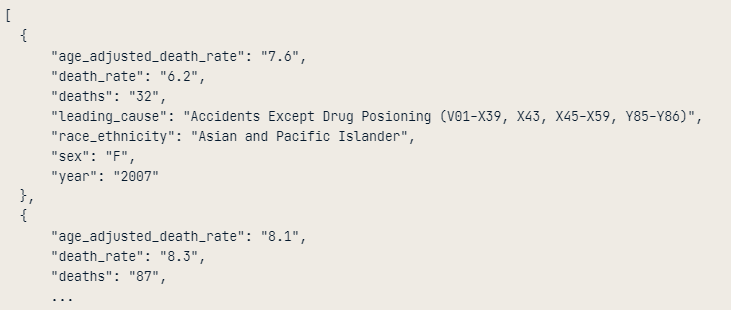 [
  {
    "age_adjusted_death_rate": "7.6",
    "death_rate": "6.2",
    "deaths": "32",
    "leading_cause": "Accidents Except Drug Posioning (V01-X39, X43, X45-X59, Y85-Y86)",
    "race_ethnicity": "Asian and Pacific Islander",
    "sex": "F",
    "year": "2007"
  },
  {
    "age_adjusted_death_rate": "8.1",
    "death_rate": "8.3",
    "deaths": "87",
    ...